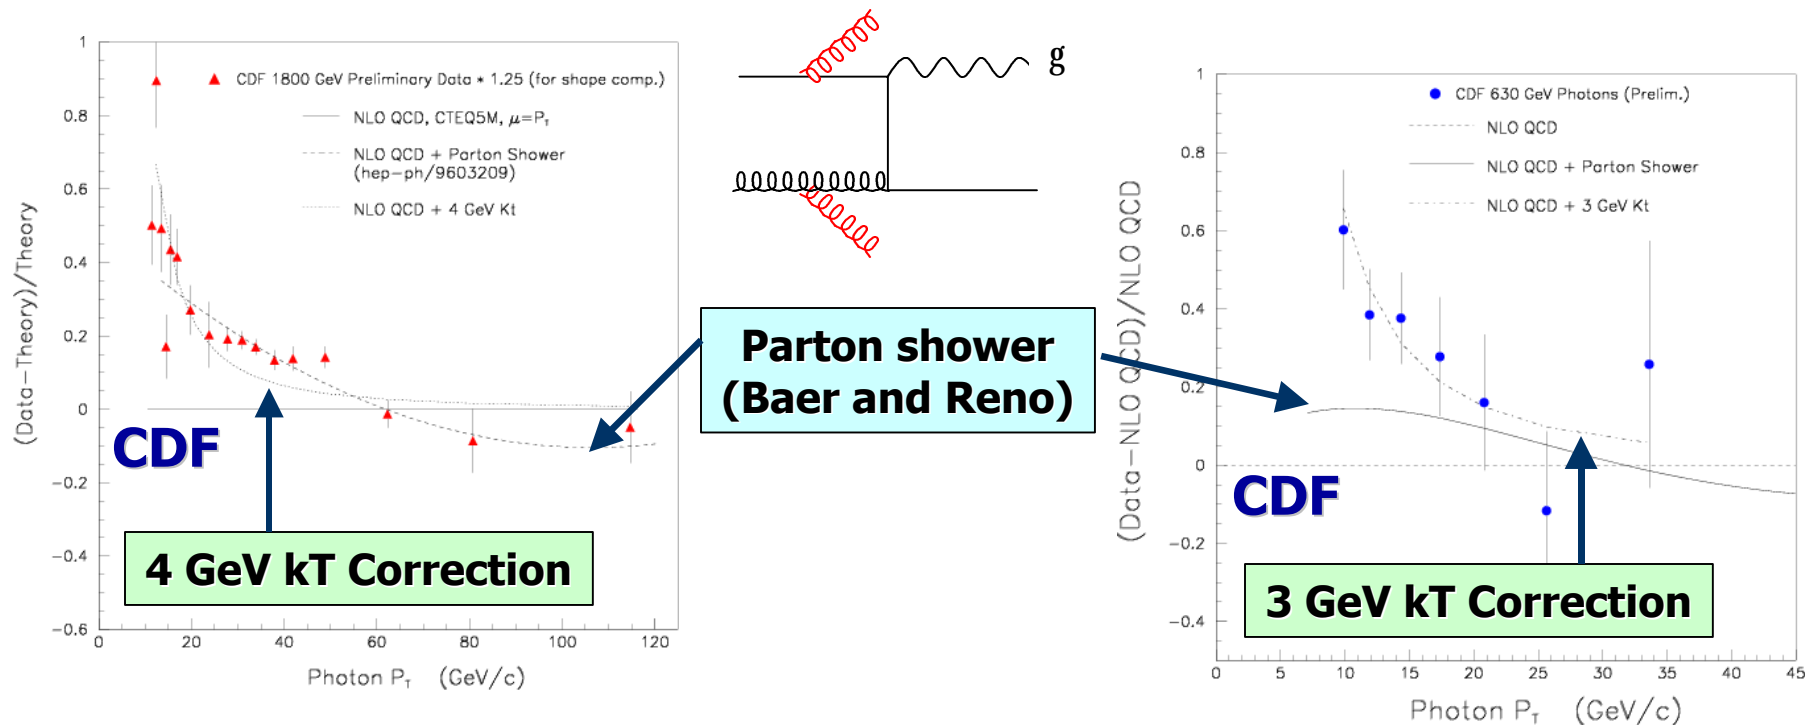 CDF 1800 GeV Preliminary Data * 1.25 (for shape comp.)
NLO QCD, CTEQ5M, μ=P_T
NLO QCD + Parton Shower
(hep-ph/9603209)
NLO QCD + 4 GeV Kt
(Data-Theory)/Theory
1
0.8
0.6
0.4
0.2
0
-0.2
-0.4
-0.6
0
20
40
60
80
100
120
Photon P_T (GeV/c)
CDF
4 GeV kT Correction
g
Parton shower
(Baer and Reno)
CDF 630 GeV Photons (Prelim.)
NLO QCD
NLO QCD + Parton Shower
NLO QCD + 3 GeV Kt
(Data-NLO QCD)/NLO QCD
1
0.8
0.6
0.4
0.2
0
-0.2
-0.4
0
5
10
15
20
25
30
35
40
45
Photon P_T (GeV/c)
CDF
3 GeV kT Correction